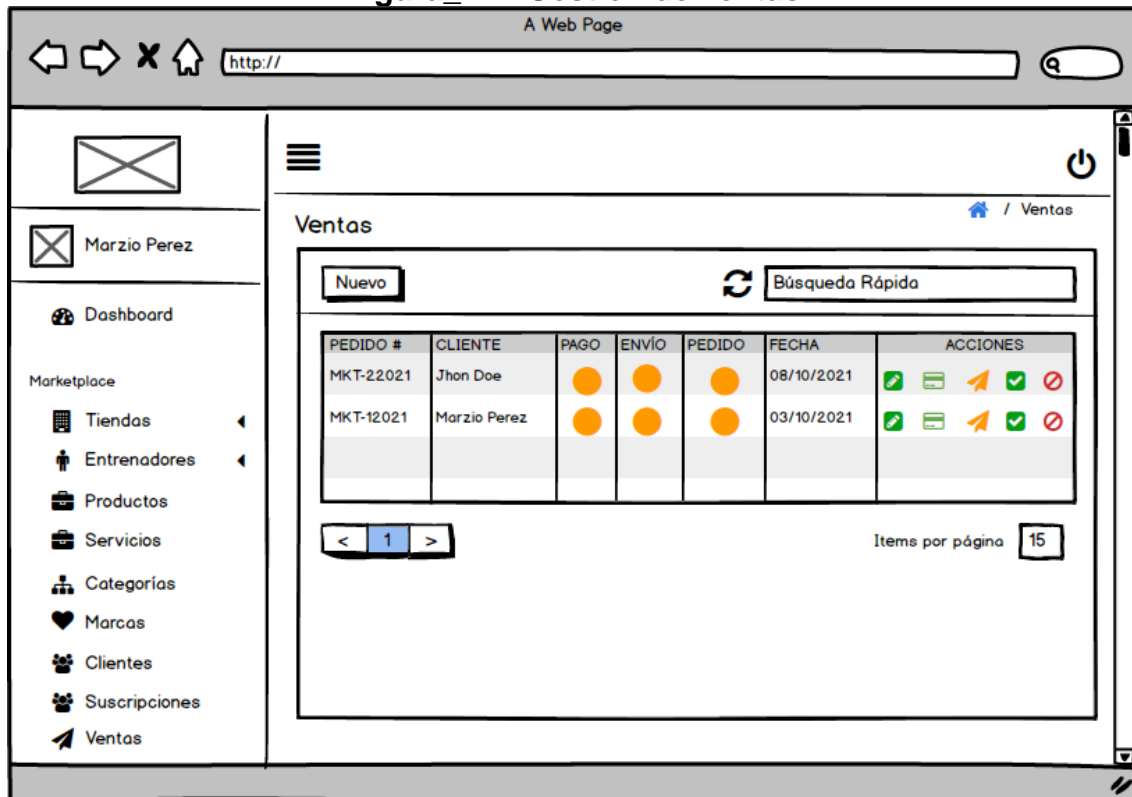 A Web Page
http://
Marzio Perez
Dashboard
Marketplace
Tiendas
Entrenadores
Productos
Servicios
Categorías
Marcas
Clientes
Suscripciones
Ventas
/ Ventas
Ventas
Nuevo
Búsqueda Rápida
PEDIDO # CLIENTE PAGO ENVÍO PEDIDO FECHA ACCIONES
MKT-22021 Jhon Doe 08/10/2021
MKT-12021 Marzio Perez 03/10/2021
< 1 >
Items por página 15